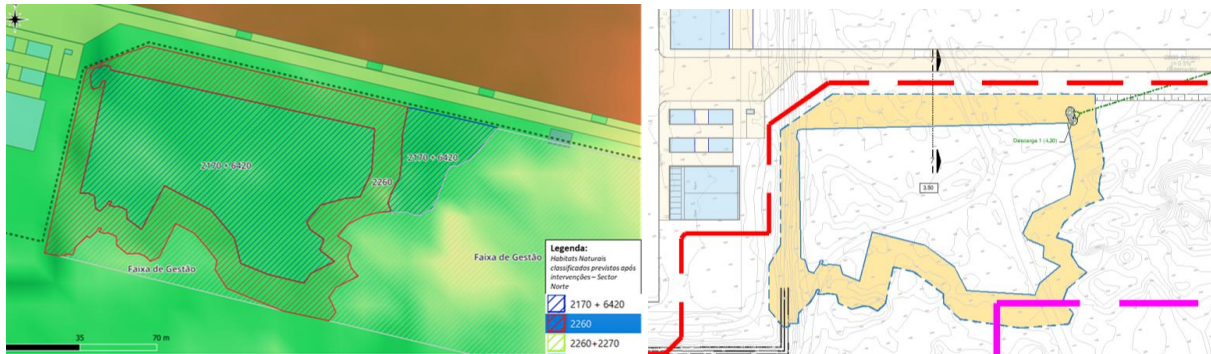 2170 + 6420
2260
2170 + 6420
Faixa de Gestão
Faixa de Gestão
Legenda:
Habitats Naturais
classificados previstos após
intervenções – Sector
Norte
2170 + 6420
2260
2260+2270
35
70 m
Descarga 1 (4,20)
3.50